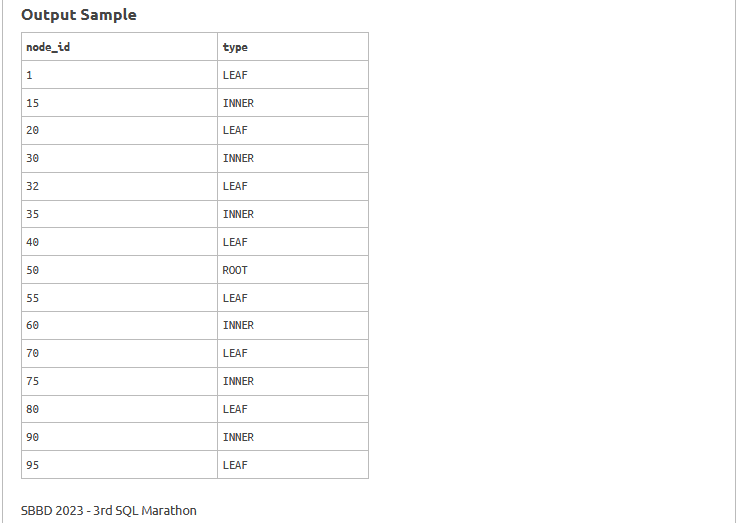 Output Sample
node_id type
1 LEAF
15 INNER
20 LEAF
30 INNER
32 LEAF
35 INNER
40 LEAF
50 ROOT
55 LEAF
60 INNER
70 LEAF
75 INNER
80 LEAF
90 INNER
95 LEAF
SBBD 2023 - 3rd SQL Marathon